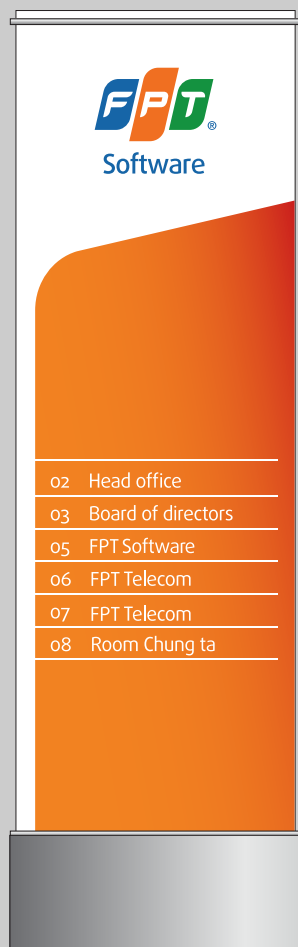 FPT®
Software
02 Head office
03 Board of directors
05 FPT Software
06 FPT Telecom
07 FPT Telecom
08 Room Chung ta